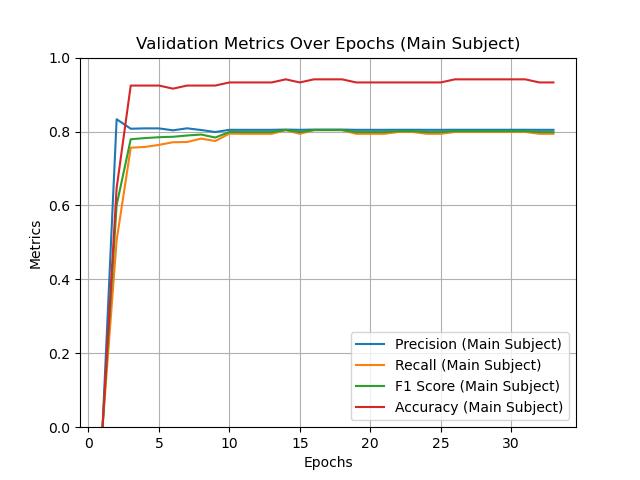 Validation Metrics Over Epochs (Main Subject)
1.0
0.8
0.6
0.4
0.2
0.0
Metrics
0 5 10 15 20 25 30
Epochs
Precision (Main Subject)
Recall (Main Subject)
F1 Score (Main Subject)
Accuracy (Main Subject)